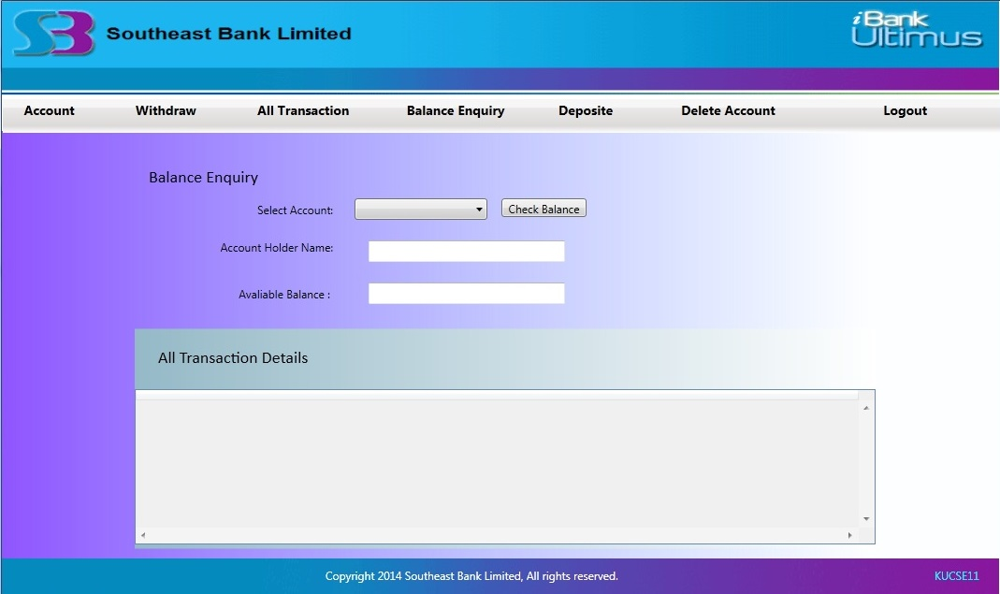 SB Southeast Bank Limited
iBank
Ultimus
Account Withdraw All Transaction Balance Enquiry Deposite Delete Account Logout
Balance Enquiry
Select Account: Check Balance
Account Holder Name:
Avaliable Balance :
All Transaction Details
Copyright 2014 Southeast Bank Limited, All rights reserved. KUCSE11